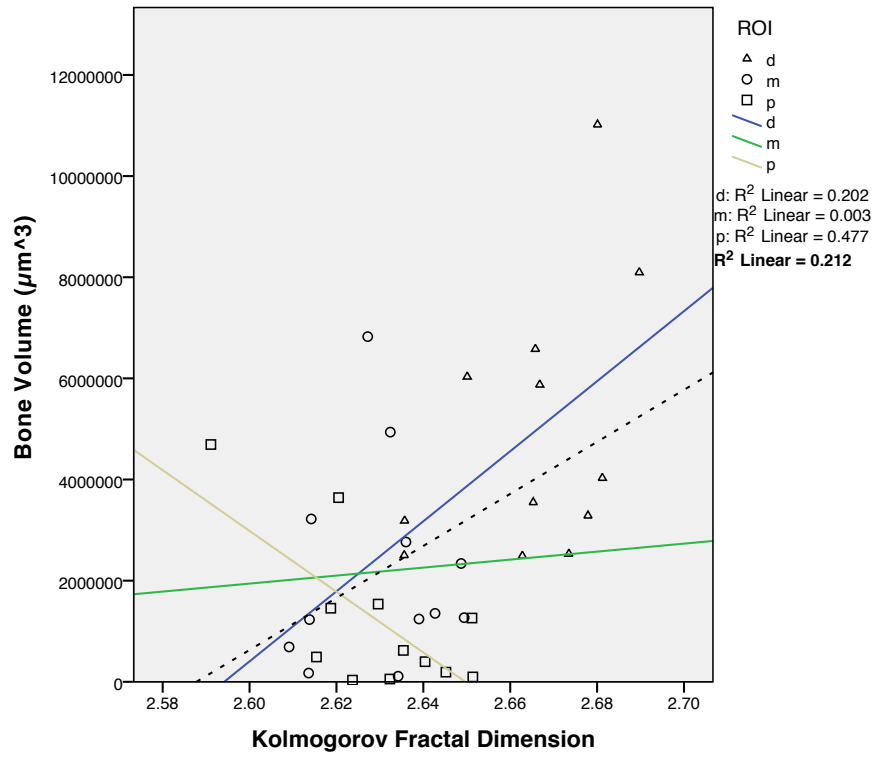 ROI
d
m
p
d
m
p
d: R² Linear = 0.202
m: R² Linear = 0.003
p: R² Linear = 0.477
R² Linear = 0.212
Bone Volume (µm^3)
12000000
10000000
8000000
6000000
4000000
2000000
0
2.58 2.60 2.62 2.64 2.66 2.68 2.70
Kolmogorov Fractal Dimension